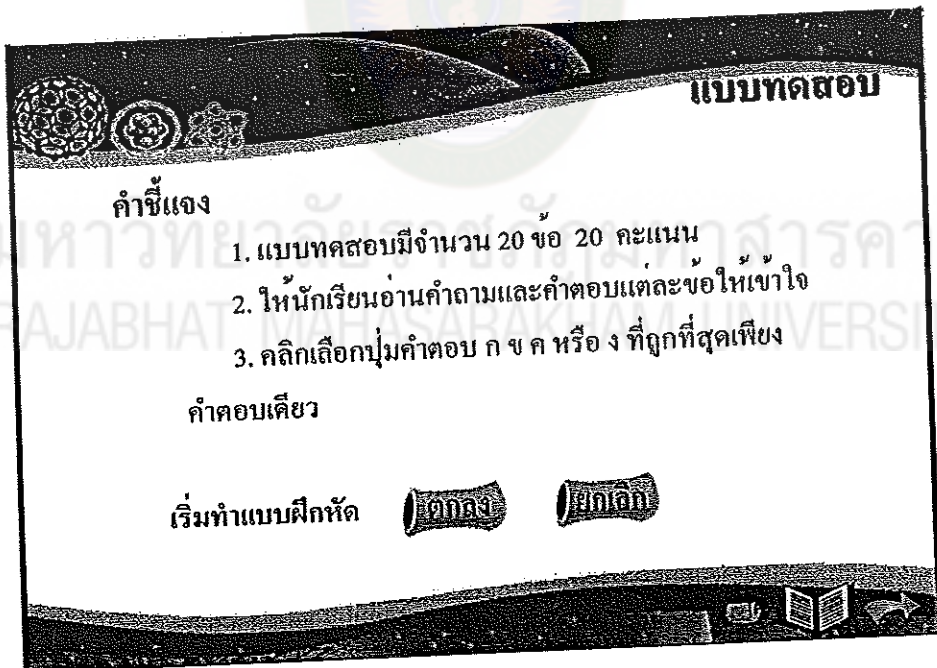 แบบทดสอบ
คำชี้แจง
1. แบบทดสอบมีจำนวน 20 ข้อ 20 คะแนน
2. ให้นักเรียนอ่านคำถามและคำตอบแต่ละข้อให้เข้าใจ
3. คลิกเลือกปุ่มคำตอบ ก ข ค หรือ ง ที่ถูกที่สุดเพียง
คำตอบเดียว
เริ่มทำแบบฝึกหัด ตกลง ยกเลิก